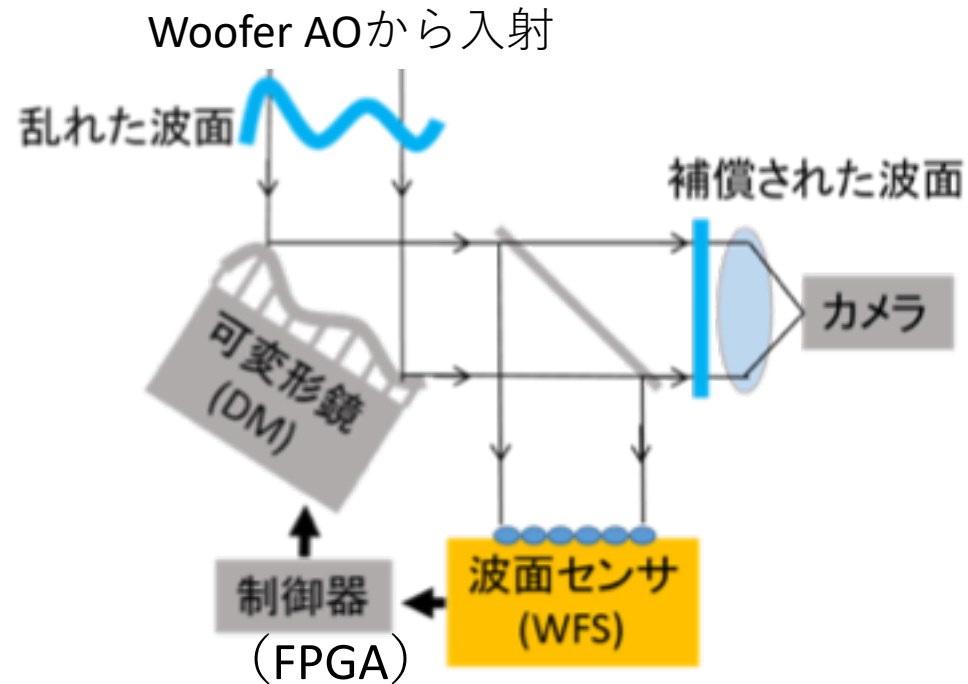 Woofer AOから入射
乱れた波面
補償された波面
カメラ
可変形鏡
(DM)
波面センサ
(WFS)
制御器
（FPGA）